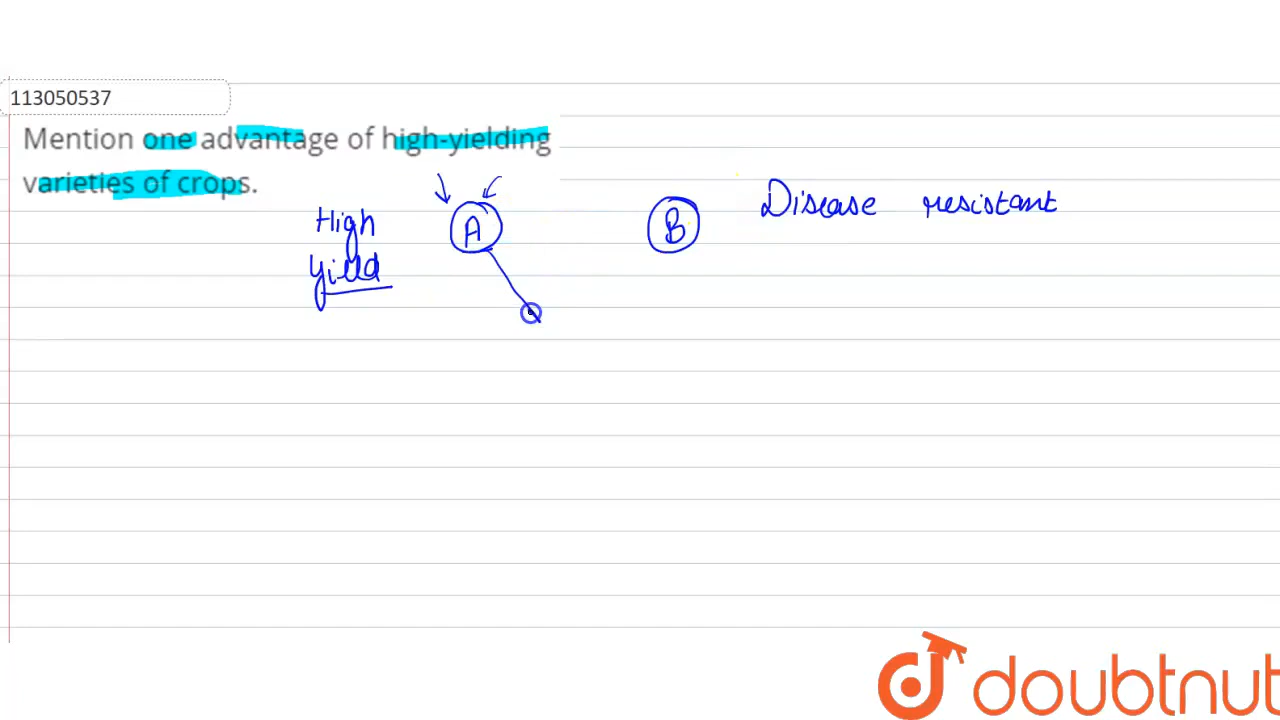 113050537
Mention one advantage of high-yielding
varieties of crops.
High
Yield
A
B
Disease resistant
doubtnut